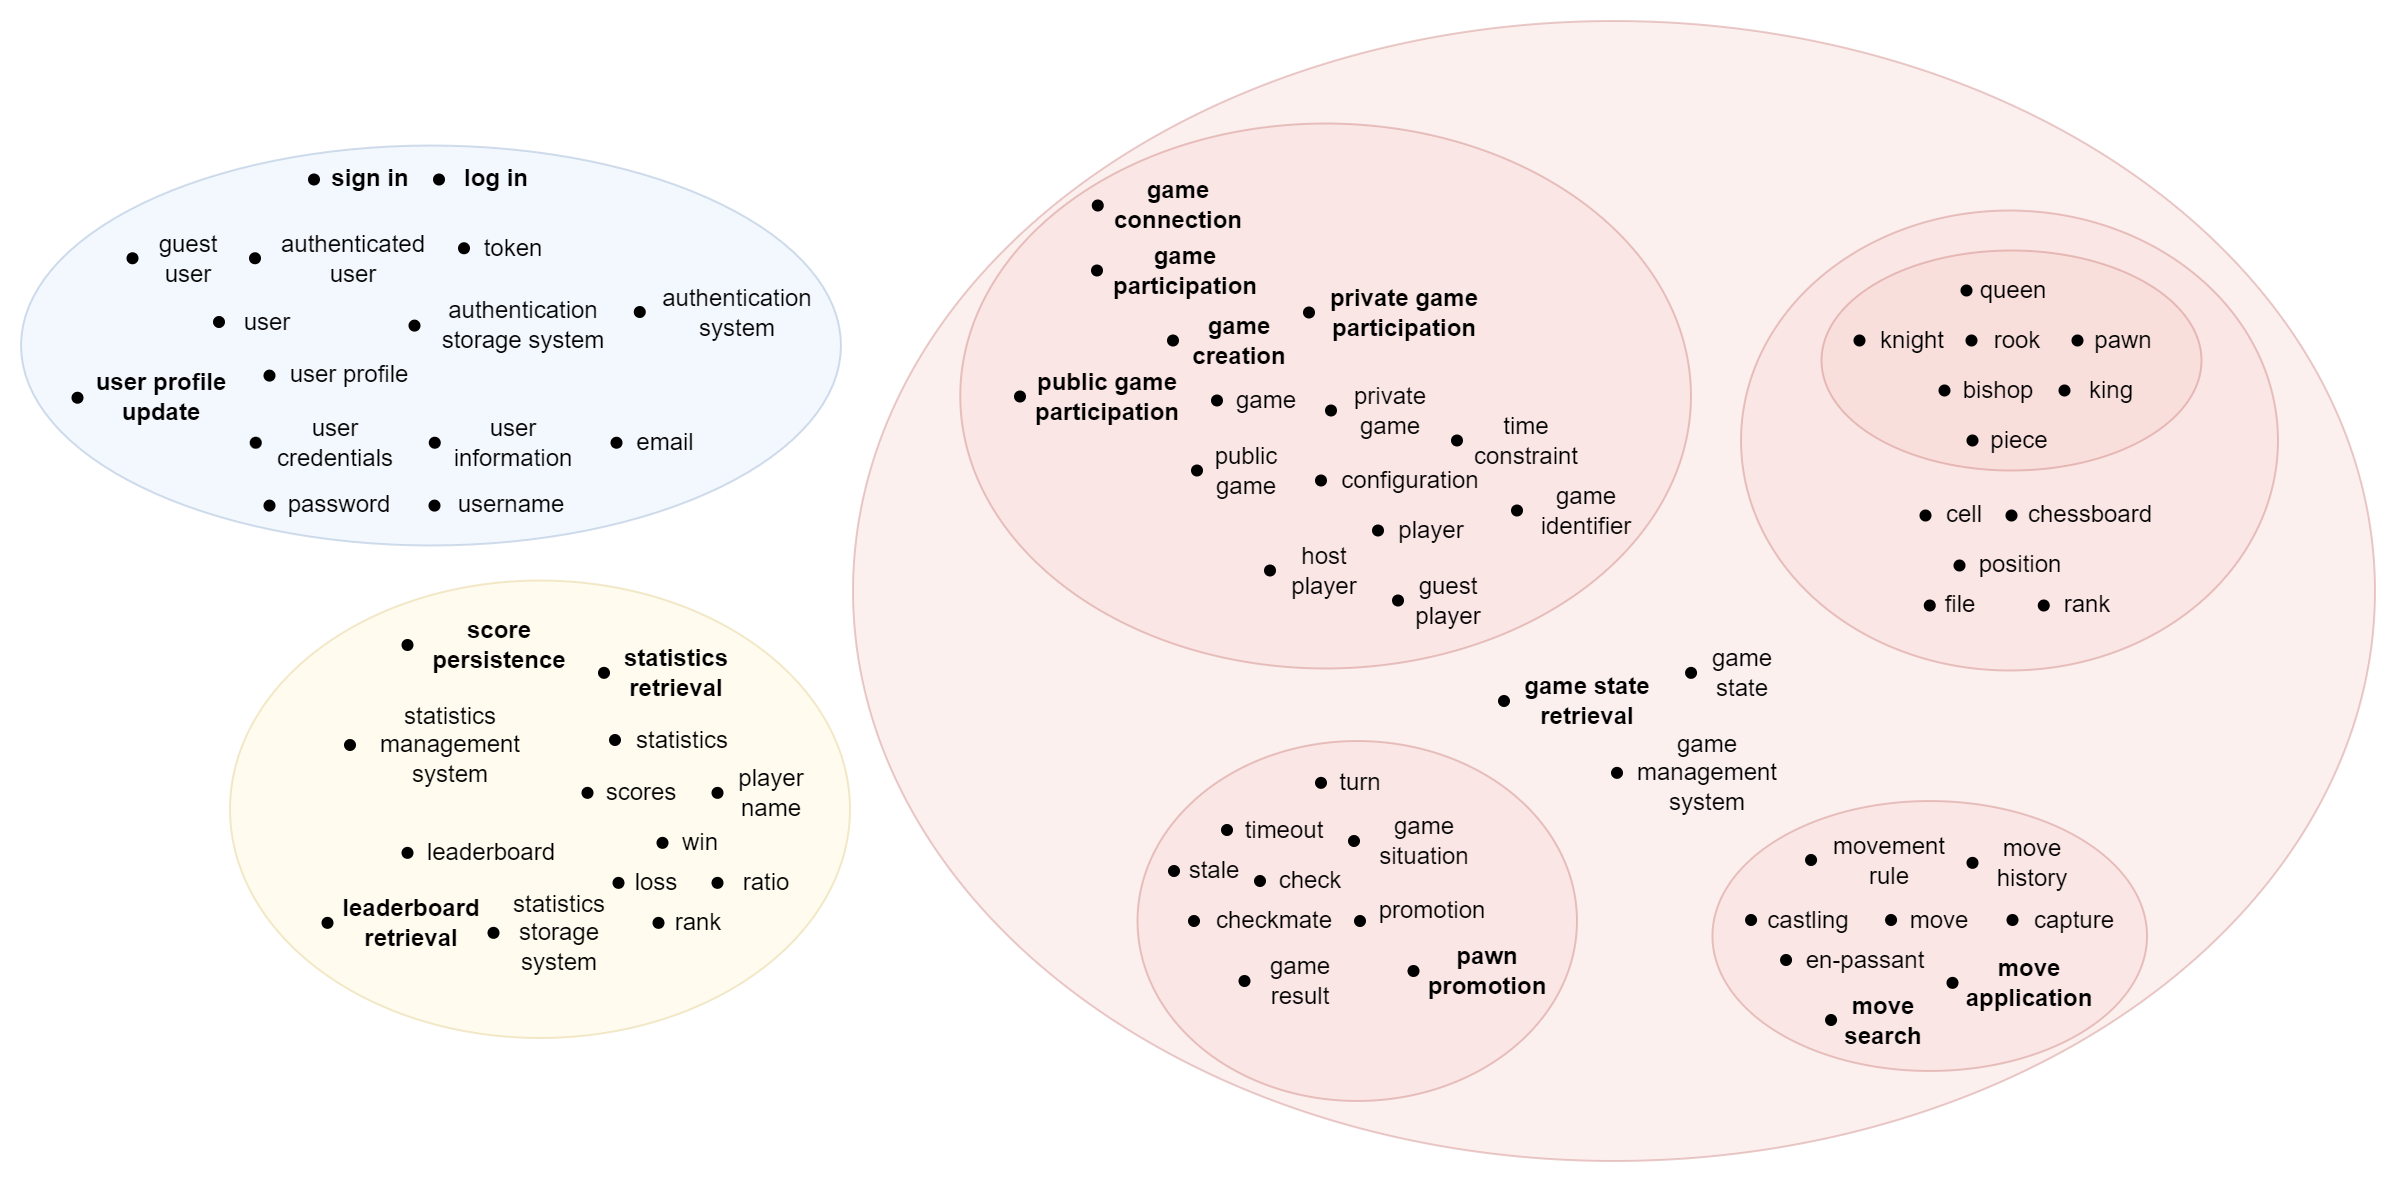 sign in
log in
guest
user
authenticated
user
token
user
authentication
storage system
authentication
system
user profile
update
user profile
user
credentials
user
information
email
password
username
score
persistence
statistics
retrieval
statistics
management
system
statistics
scores
player
name
leaderboard
win
loss
ratio
leaderboard
retrieval
statistics
storage
system
rank
game
connection
game
participation
private game
participation
game
creation
public game
participation
game
private
game
time
constraint
public
game
configuration
game
identifier
player
host
player
guest
player
queen
knight
rook
pawn
bishop
king
piece
cell
chessboard
position
file
rank
game state
retrieval
game
state
game
management
system
turn
timeout
game
situation
stale
check
checkmate
promotion
game
result
pawn
promotion
movement
rule
move
history
castling
move
capture
en-passant
move
application
move
search